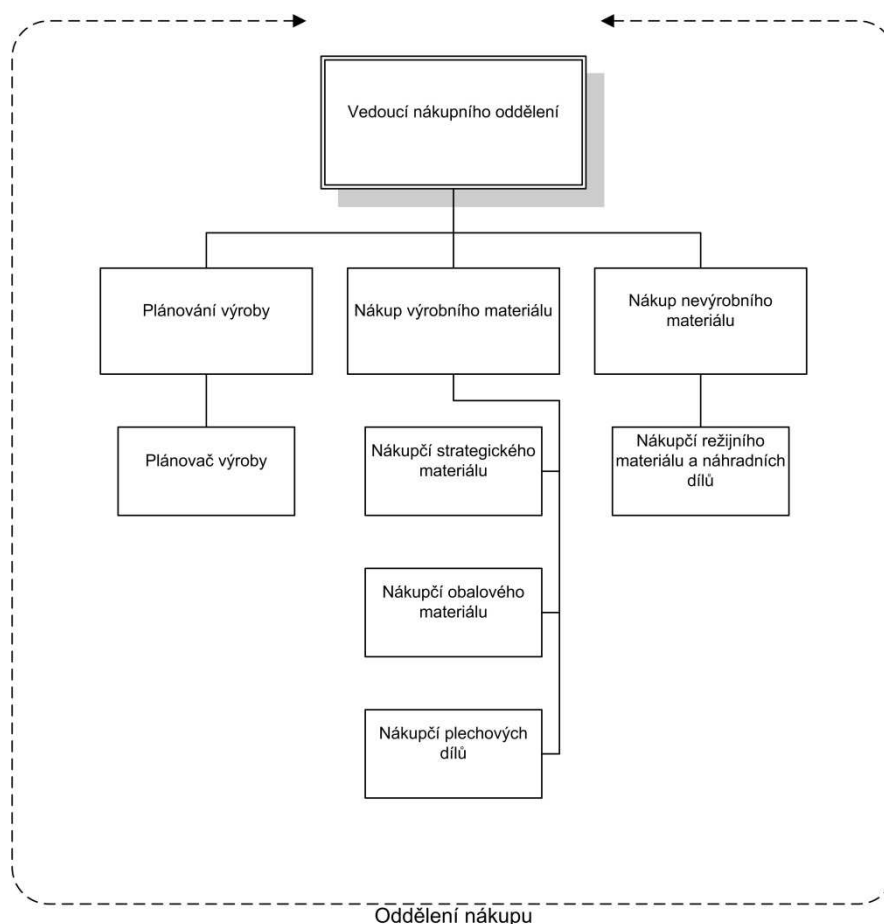 Vedoucí nákupního oddělení
Plánování výroby
Nákup výrobního materiálu
Nákup nevýrobního
materiálu
Plánovač výroby
Nákupčí strategického
materiálu
Nákupčí režijního
materiálu a náhradních
dílů
Nákupčí obalového
materiálu
Nákupčí plechových
dílů
Oddělení nákupu